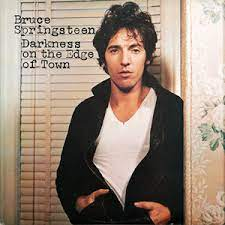 Bruce
Springsteen
Darkness
on the Edge
of Town